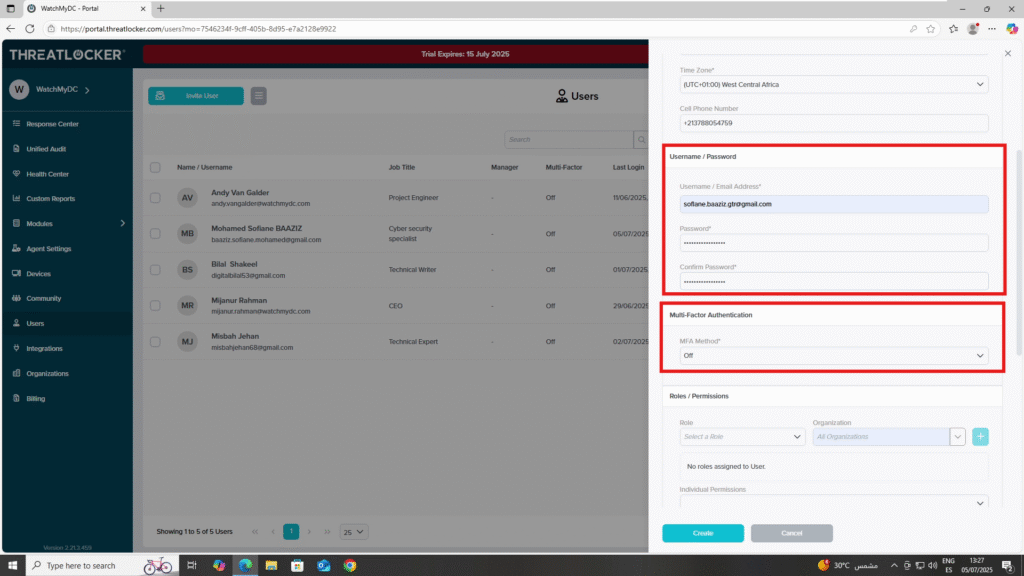 WatchMyDC - Portal
https://portal.threatlocker.com/users?mo=7546234f-9cff-405b-8d95-e7a2128e9922
THREATLOCKER
Trial Expires: 15 July 2025
W WatchMyDC
Response Center
Unified Audit
Health Center
Custom Reports
Modules
Agent Settings
Devices
Community
Users
Integrations
Organizations
Billing
Version 2.21.3.459
Invite User
Users
Search
Name / Username Job Title Manager Multi-Factor Last Login
AV Andy Van Galder Project Engineer - Off 11/06/2025,
andy.vangalder@watchmydc.com
MB Mohamed Sofiane BAAZIZ Cyber security specialist - Off 05/07/2025
baaziz.sofiane.mohamed@gmail.com
BS Bilal Shakeel Technical Writer - Off 01/07/2025,
digitalbilal53@gmail.com
MR Mijanur Rahman CEO - Off 29/06/2025
mijanur.rahman@watchmydc.com
MJ Misbah Jehan Technical Expert - Off 02/07/2025
misbahjehan68@gmail.com
Showing 1 to 5 of 5 Users
1
25
Time Zone*
(UTC+01:00) West Central Africa
Cell Phone Number
+213788054759
Username / Password
Username / Email Address*
sofiane.baaziz.gtr@gmail.com
Password*
Confirm Password*
Multi-Factor Authentication
MFA Method*
Off
Roles / Permissions
Role Organization
Select a Role All Organizations
No roles assigned to User.
Individual Permissions
Create Cancel
Type here to search
30°C مشمس
ENG
ES
13:27
05/07/2025